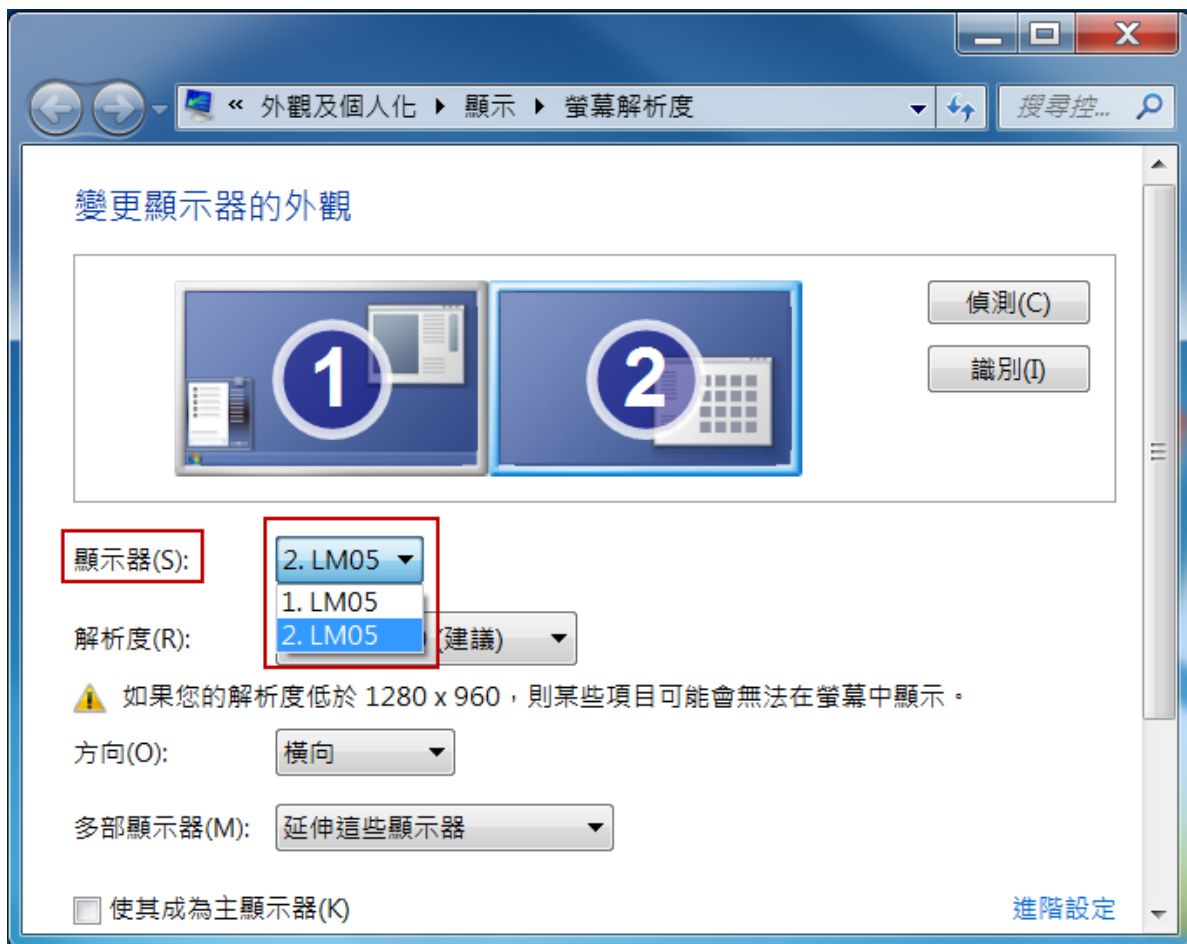 « 外觀及個人化 ▶ 顯示 ▶ 螢幕解析度
搜尋控...
變更顯示器的外觀
1
2
偵測(C)
識別(I)
顯示器(S):
2. LM05
1. LM05
2. LM05
解析度(R):
(建議)
如果您的解析度低於 1280 x 960，則某些項目可能會無法在螢幕中顯示。
方向(O):
橫向
多部顯示器(M):
延伸這些顯示器
使其成為主顯示器(K)
進階設定